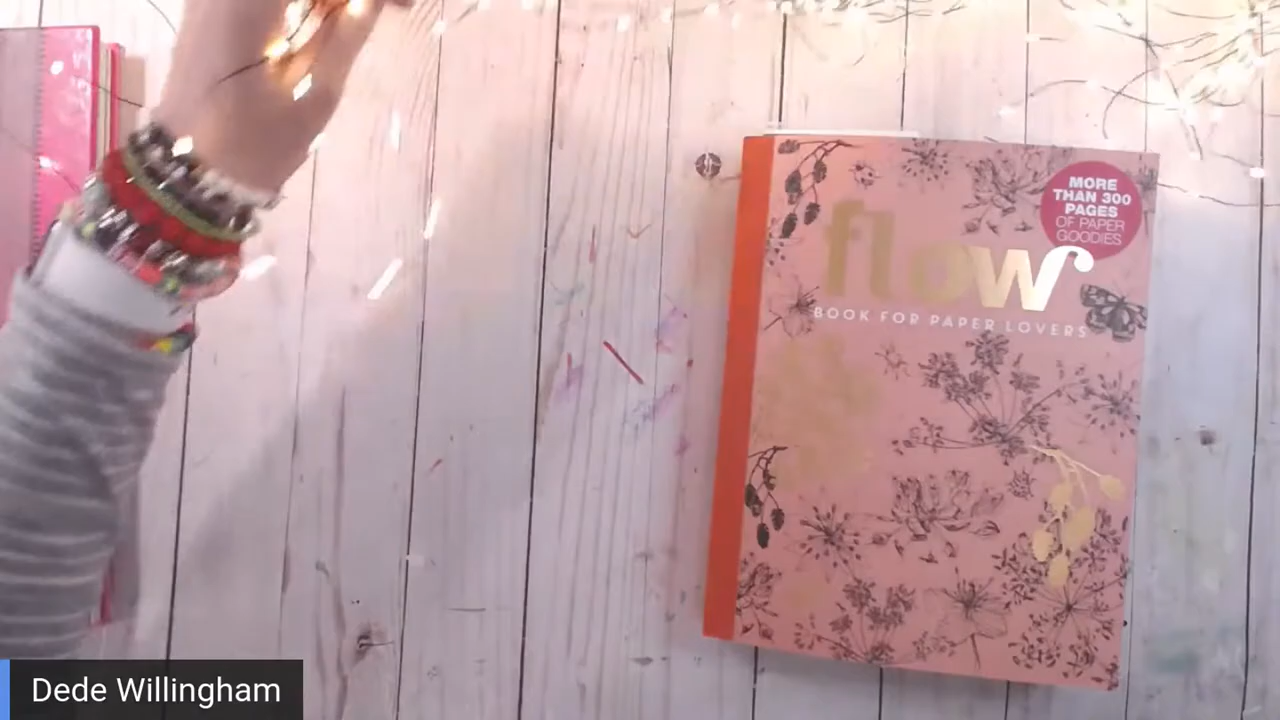 MORE
THAN 300
PAGES
OF PAPER
GOODIES
flow
BOOK FOR PAPER LOVERS
Dede Willingham